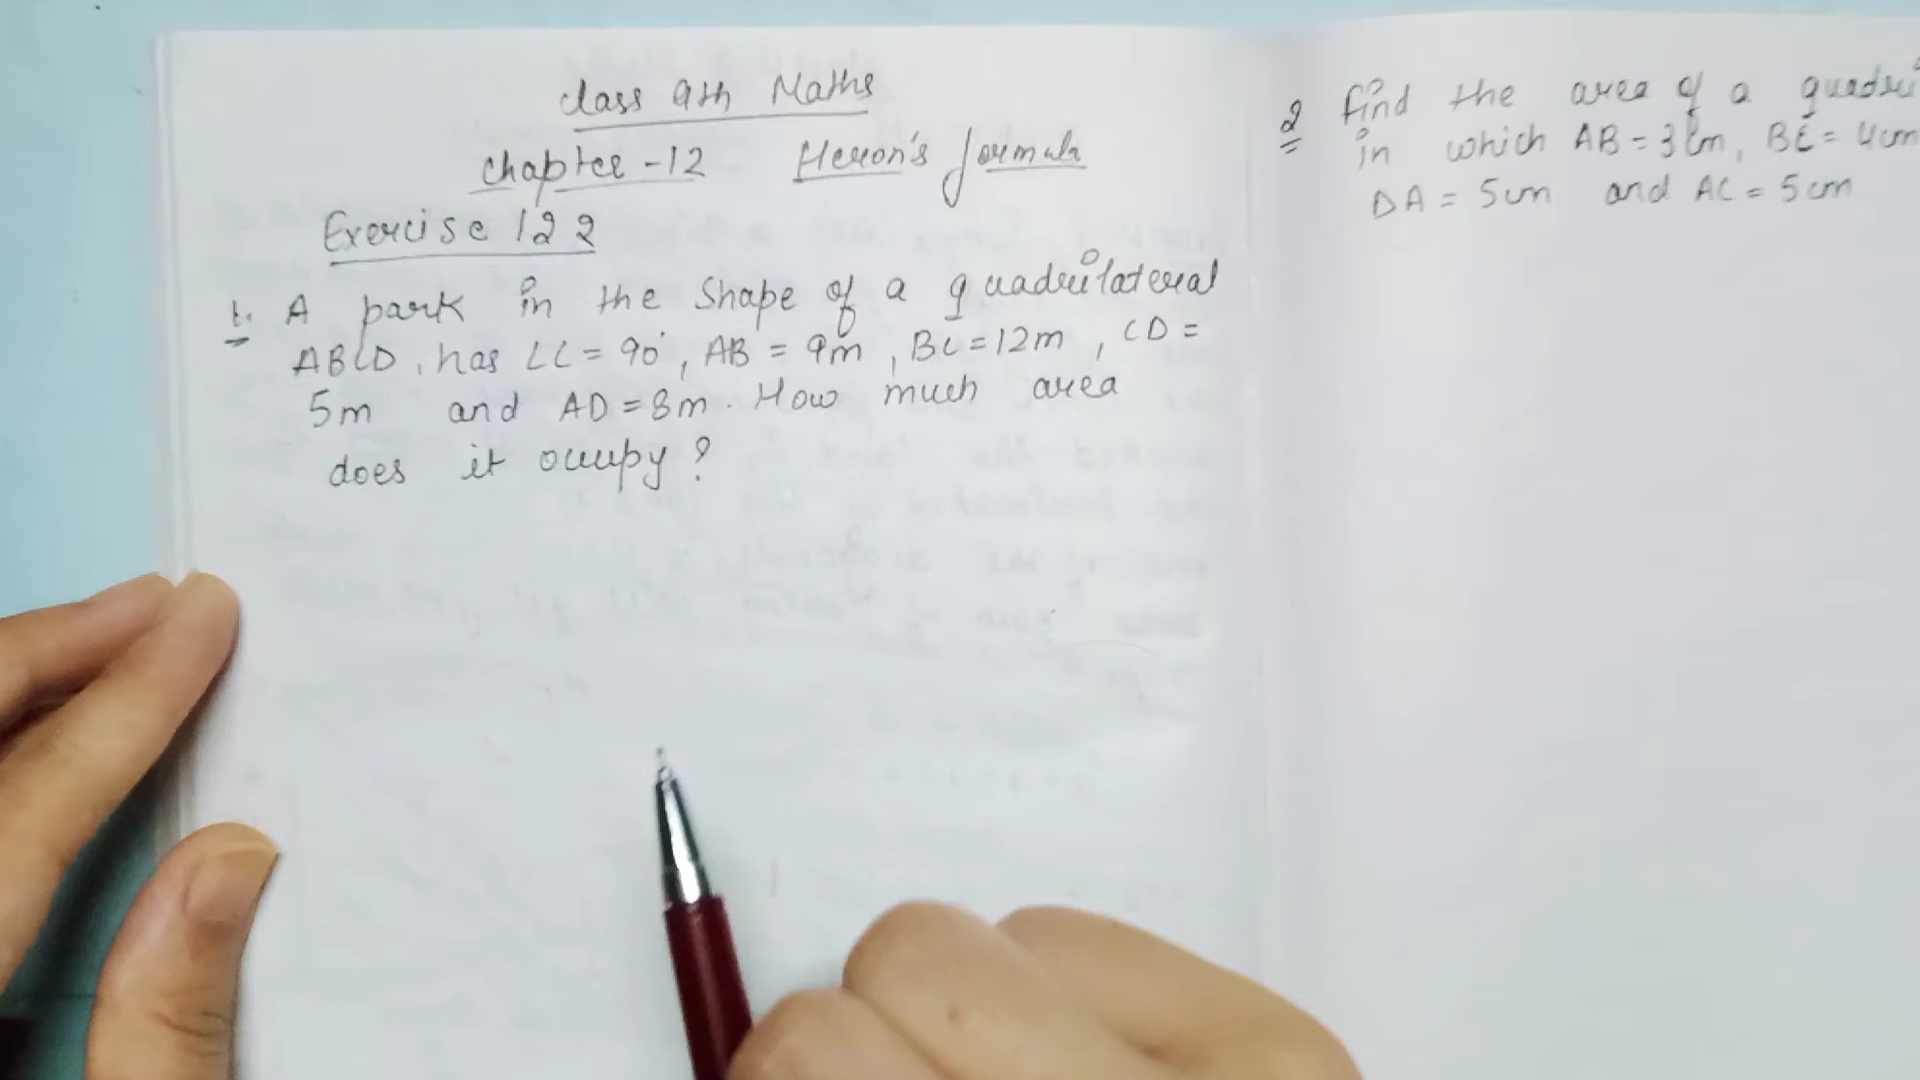 Class 9th Maths
Chapter - 12 Heron's formula
Exercise 12 2
1. A park in the shape of a quadrilateral
ABCD, has ∠C = 90°, AB = 9m, BC = 12m, CD =
5m and AD = 8m. How much area
does it occupy?
2 find the area of a quadri
in which AB = 3cm, BC = 4cm
DA = 5cm and AC = 5cm